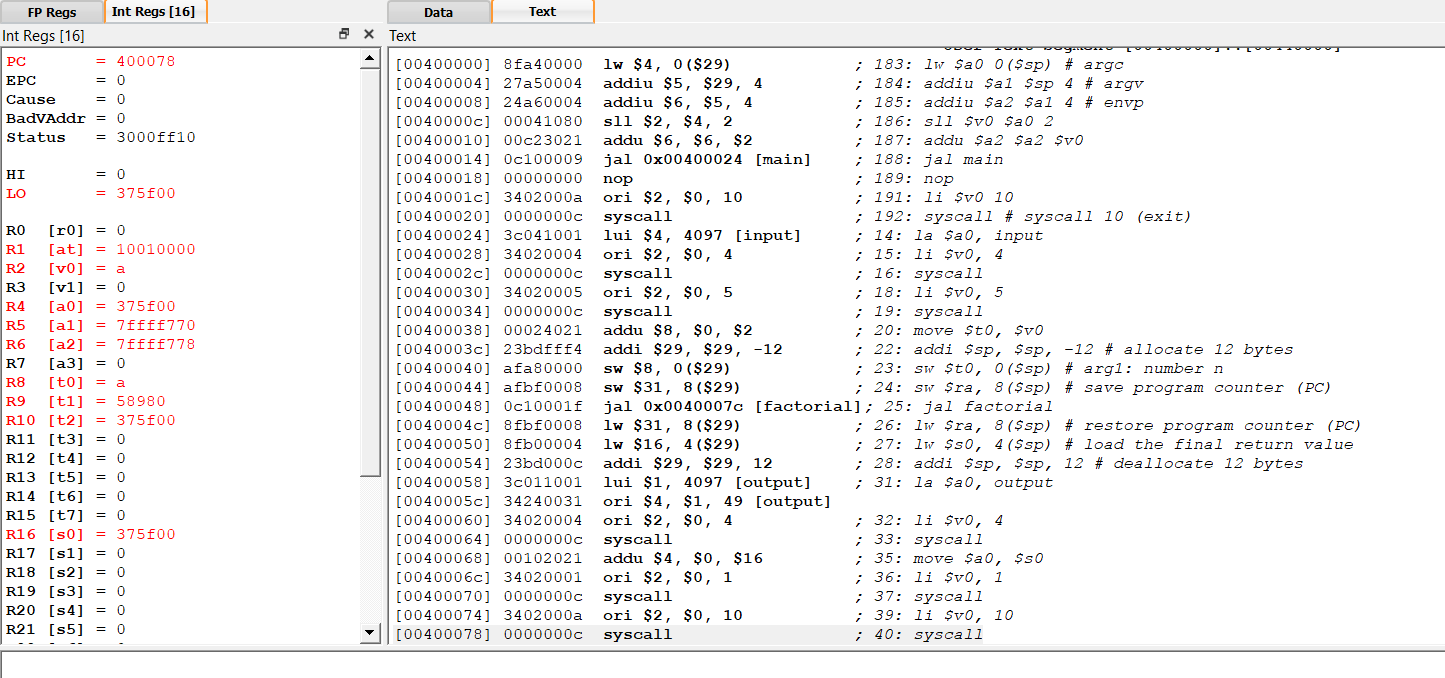 FP Regs
Int Regs [16]
Data
Text
Int Regs [16]
Text
PC = 400078
EPC = 0
Cause = 0
BadVAddr = 0
Status = 3000ff10
HI = 0
LO = 375f00
R0 [r0] = 0
R1 [at] = 10010000
R2 [v0] = a
R3 [v1] = 0
R4 [a0] = 375f00
R5 [a1] = 7ffff770
R6 [a2] = 7ffff778
R7 [a3] = 0
R8 [t0] = a
R9 [t1] = 58980
R10 [t2] = 375f00
R11 [t3] = 0
R12 [t4] = 0
R13 [t5] = 0
R14 [t6] = 0
R15 [t7] = 0
R16 [s0] = 375f00
R17 [s1] = 0
R18 [s2] = 0
R19 [s3] = 0
R20 [s4] = 0
R21 [s5] = 0
[00400000] 8fa40000 lw $4, 0($29) ; 183: lw $a0 0($sp) # argc
[00400004] 27a50004 addiu $5, $29, 4 ; 184: addiu $a1 $sp 4 # argv
[00400008] 24a60004 addiu $6, $5, 4 ; 185: addiu $a2 $a1 4 # envp
[0040000c] 00041080 sll $2, $4, 2 ; 186: sll $v0 $a0 2
[00400010] 00c23021 addu $6, $6, $2 ; 187: addu $a2 $a2 $v0
[00400014] 0c100009 jal 0x00400024 [main] ; 188: jal main
[00400018] 00000000 nop ; 189: nop
[0040001c] 3402000a ori $2, $0, 10 ; 191: li $v0 10
[00400020] 0000000c syscall ; 192: syscall # syscall 10 (exit)
[00400024] 3c041001 lui $4, 4097 [input] ; 14: la $a0, input
[00400028] 34020004 ori $2, $0, 4 ; 15: li $v0, 4
[0040002c] 0000000c syscall ; 16: syscall
[00400030] 34020005 ori $2, $0, 5 ; 18: li $v0, 5
[00400034] 0000000c syscall ; 19: syscall
[00400038] 00024021 addu $8, $0, $2 ; 20: move $t0, $v0
[0040003c] 23bdfff4 addi $29, $29, -12 ; 22: addi $sp, $sp, -12 # allocate 12 bytes
[00400040] afa80000 sw $8, 0($29) ; 23: sw $t0, 0($sp) # arg1: number n
[00400044] afbf0008 sw $31, 8($29) ; 24: sw $ra, 8($sp) # save program counter (PC)
[00400048] 0c10001f jal 0x0040007c [factorial]; 25: jal factorial
[0040004c] 8fbf0008 lw $31, 8($29) ; 26: lw $ra, 8($sp) # restore program counter (PC)
[00400050] 8fb00004 lw $16, 4($29) ; 27: lw $s0, 4($sp) # load the final return value
[00400054] 23bd000c addi $29, $29, 12 ; 28: addi $sp, $sp, 12 # deallocate 12 bytes
[00400058] 3c011001 lui $1, 4097 [output] ; 31: la $a0, output
[0040005c] 34240031 ori $4, $1, 49 [output]
[00400060] 34020004 ori $2, $0, 4 ; 32: li $v0, 4
[00400064] 0000000c syscall ; 33: syscall
[00400068] 00102021 addu $4, $0, $16 ; 35: move $a0, $s0
[0040006c] 34020001 ori $2, $0, 1 ; 36: li $v0, 1
[00400070] 0000000c syscall ; 37: syscall
[00400074] 3402000a ori $2, $0, 10 ; 39: li $v0, 10
[00400078] 0000000c syscall ; 40: syscall